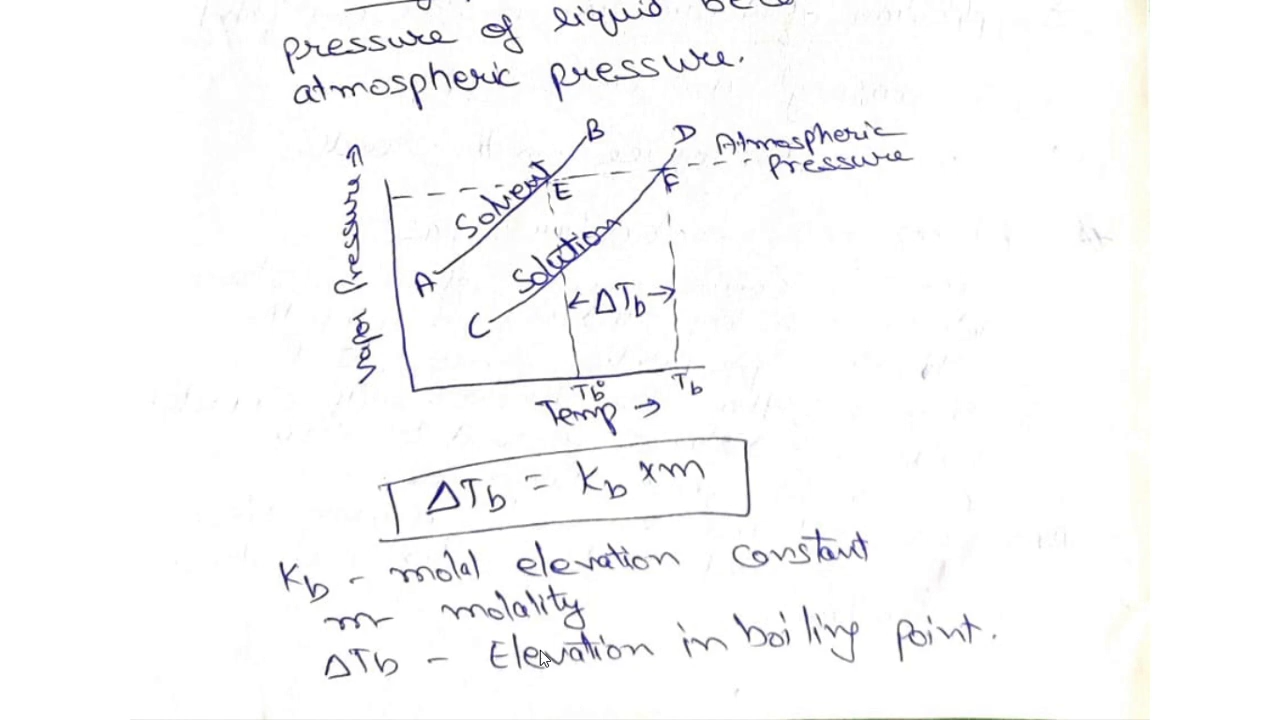 pressure of liquid
atmospheric pressure.
B
D Atmospheric
Pressure
E
F
Solvent
Solution
A
C
Vapor Pressure →
←ΔTb→
Tb°
Tb
Temp →
ΔTb = Kb × m
Kb - molal elevation constant
m - molality
ΔTb - Elevation in boiling point.